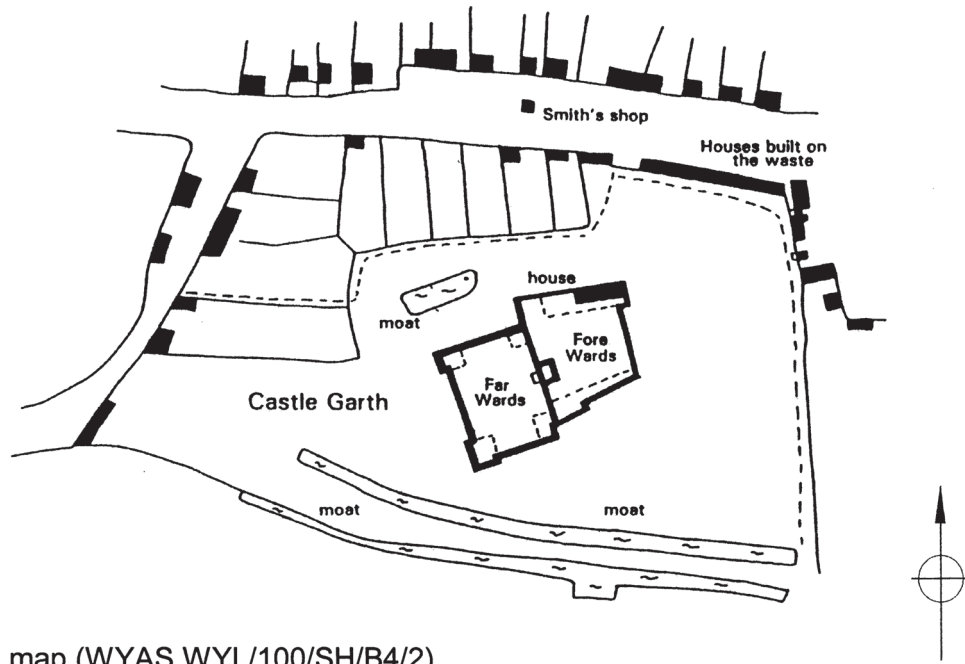 Smith's shop
Houses built on
the waste
house
moat
Fore
Wards
Far
Wards
Castle Garth
moat
moat
map (WYAS WYL/100/SH/B4/2)